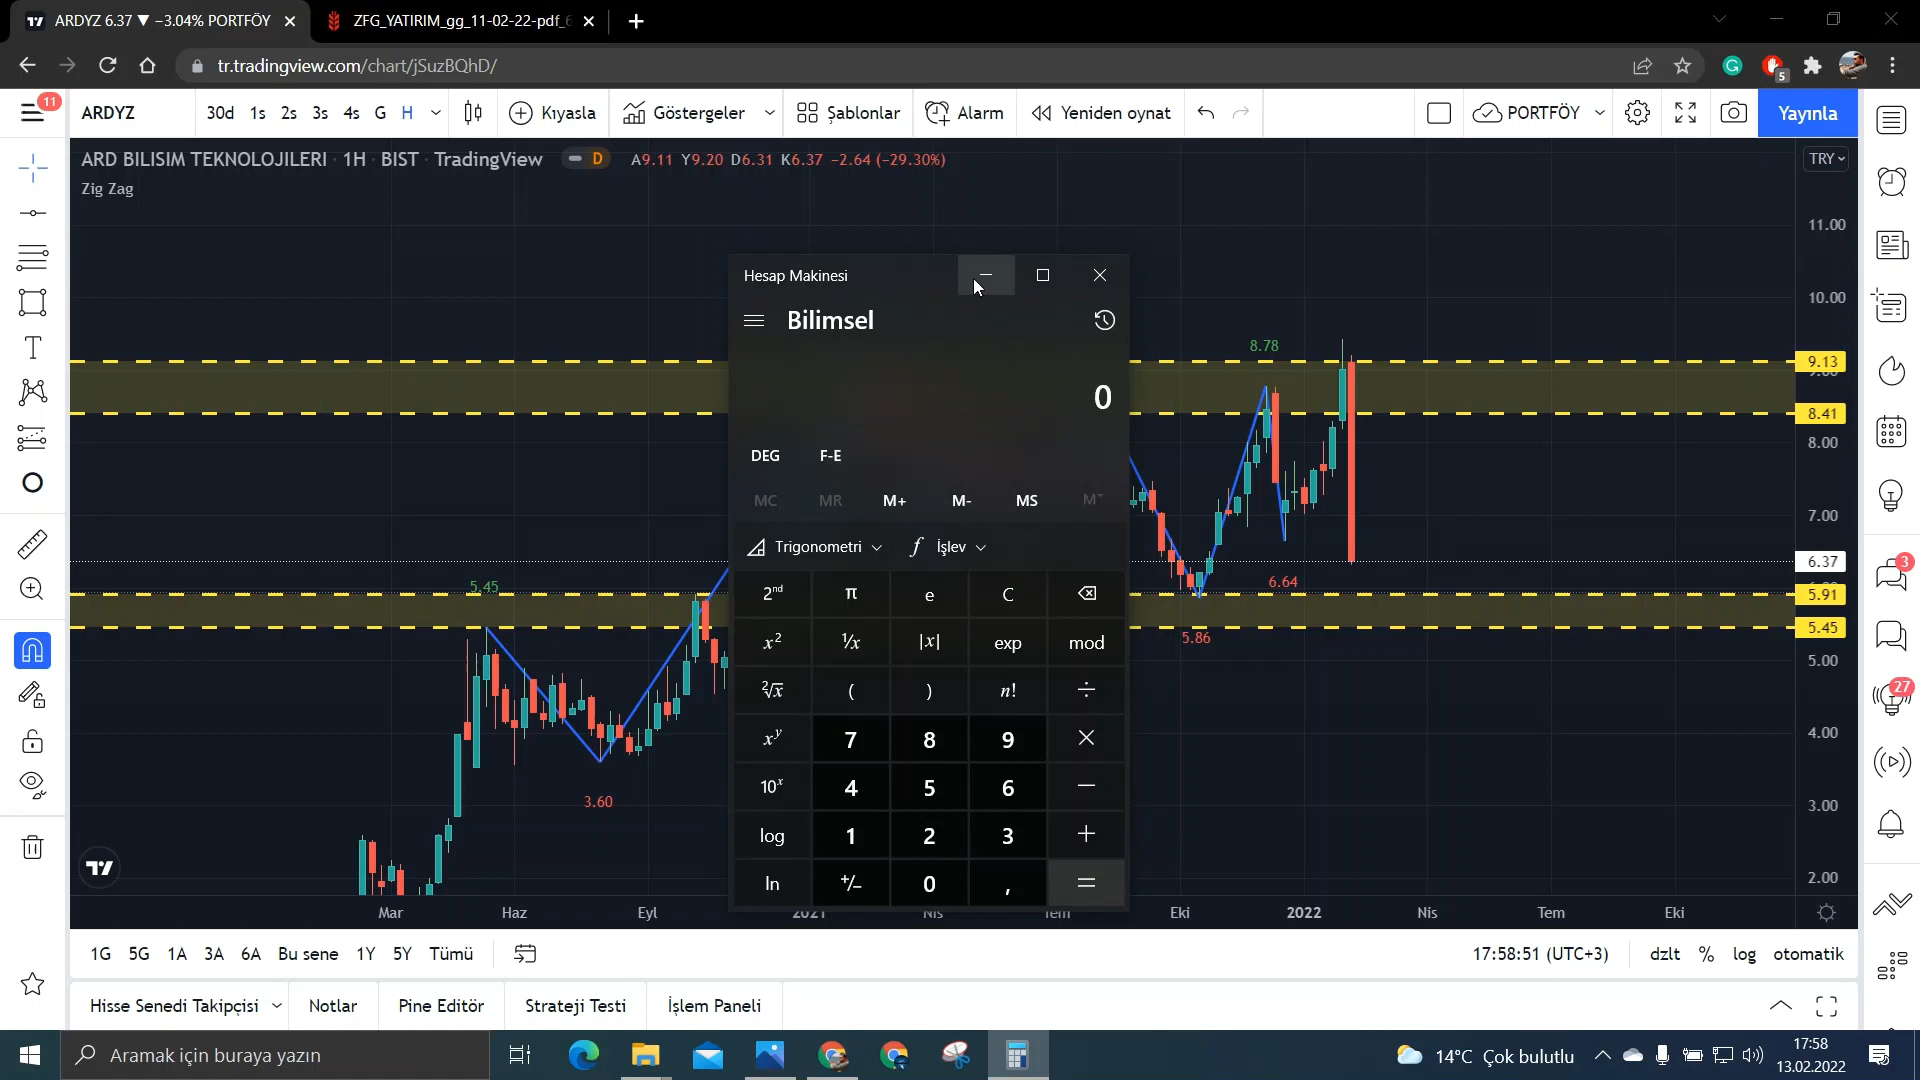 ARDYZ 6.37 ▼ −3.04% PORTFÖY
ZFG_YATIRIM_gg_11-02-22-pdf_6
tr.tradingview.com/chart/jSuzBQhD/
5
11
ARDYZ
30d 1s 2s 3s 4s G H
Kıyasla
Göstergeler
Şablonlar
Alarm
Yeniden oynat
PORTFÖY
Yayınla
ARD BILISIM TEKNOLOJILERI · 1H · BIST · TradingView
D
A9.11 Y9.20 D6.31 K6.37 −2.64 (−29.30%)
TRY
Zig Zag
11.00
10.00
9.13
8.41
8.00
7.00
6.37
5.91
5.45
5.00
4.00
3.00
2.00
8.78
6.64
5.86
5.45
3.60
Hesap Makinesi
Bilimsel
0
DEG F-E
MC MR M+ M- MS M˅
Trigonometri
f İşlev
2nd π e C
x² ¹/x |x| exp mod
²√x ( ) n! ÷
xʸ 7 8 9 ×
10ˣ 4 5 6 −
log 1 2 3 +
ln +/− 0 , =
Mar Haz Eyl 2021 Nis Tem Eki 2022 Nis Tem Eki
1G 5G 1A 3A 6A Bu sene 1Y 5Y Tümü
17:58:51 (UTC+3)
dzlt % log otomatik
Hisse Senedi Takipçisi
Notlar
Pine Editör
Strateji Testi
İşlem Paneli
3
27
Aramak için buraya yazın
14°C Çok bulutlu
17:58
13.02.2022